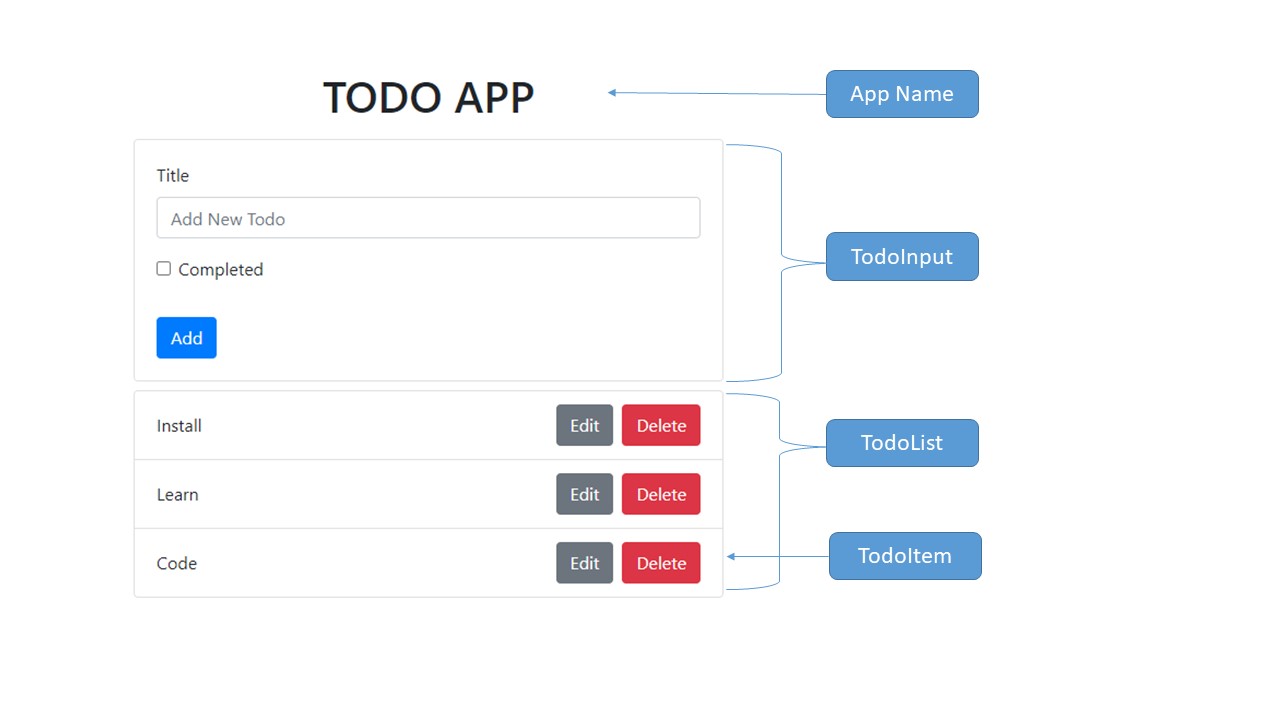 TODO APP
App Name
Title
Add New Todo
Completed
TodoInput
Add
Install Edit Delete
TodoList
Learn Edit Delete
Code Edit Delete
TodoItem